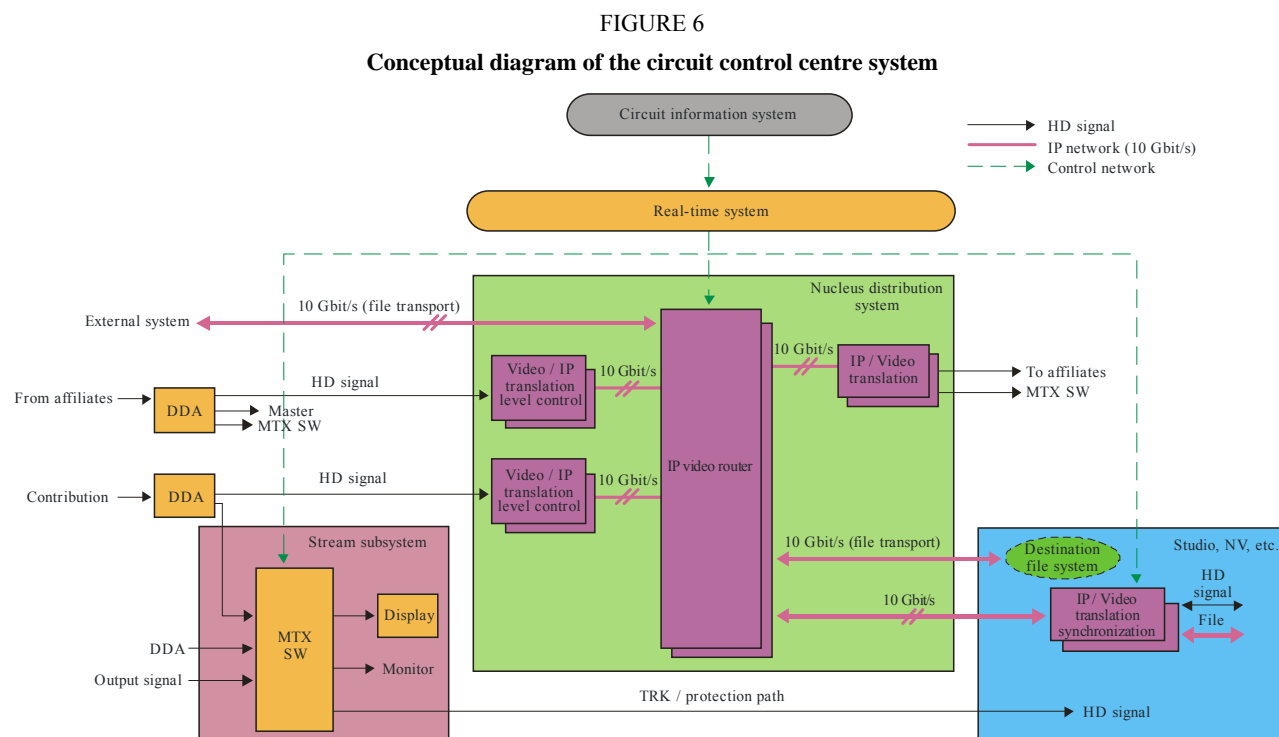 FIGURE 6
Conceptual diagram of the circuit control centre system
Circuit information system
HD signal
IP network (10 Gbit/s)
Control network
Real-time system
Nucleus distribution
system
10 Gbit/s (file transport)
External system
Video / IP
translation
level control
10 Gbit/s
10 Gbit/s
IP / Video
translation
To affiliates
MTX SW
HD signal
From affiliates
DDA
Master
MTX SW
IP video router
HD signal
Video / IP
translation
level control
10 Gbit/s
Contribution
DDA
Stream subsystem
10 Gbit/s (file transport)
Studio, NV, etc.
Destination
file system
HD
signal
File
10 Gbit/s
IP / Video
translation
synchronization
Display
MTX
SW
DDA
Monitor
Output signal
TRK / protection path
HD signal